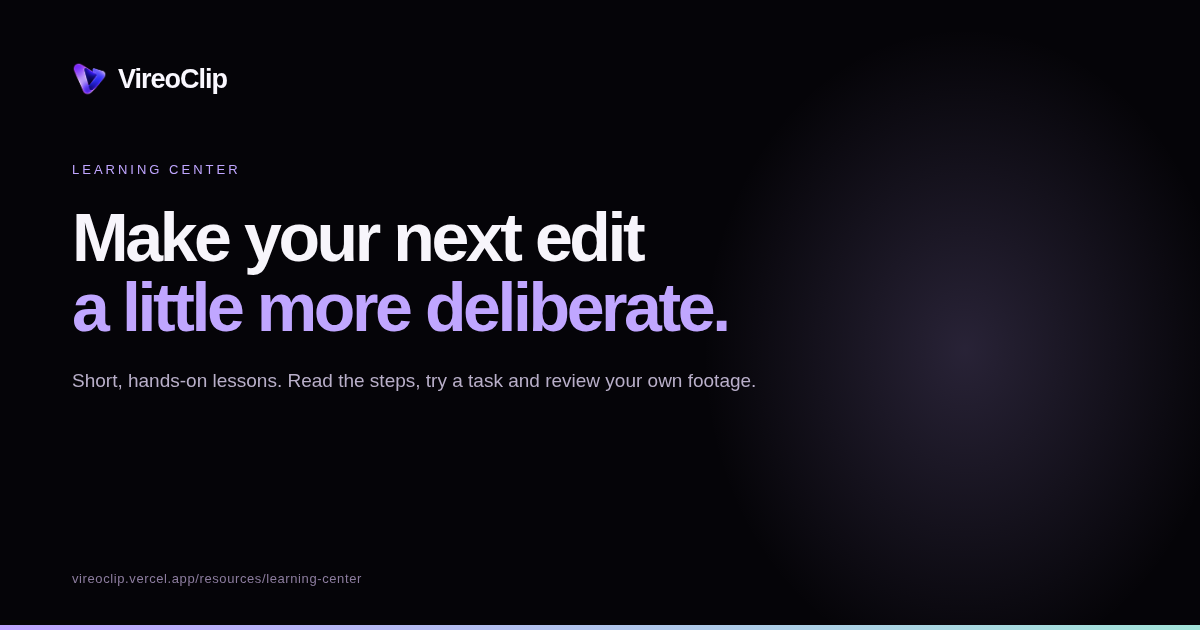 VireoClip
LEARNING CENTER
Make your next edit
a little more deliberate.
Short, hands-on lessons. Read the steps, try a task and review your own footage.
vireoclip.vercel.app/resources/learning-center